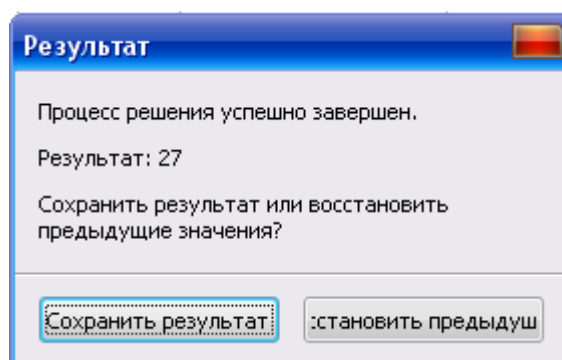 Результат
Процесс решения успешно завершен.
Результат: 27
Сохранить результат или восстановить
предыдущие значения?
Сохранить результат
становить предыдущ